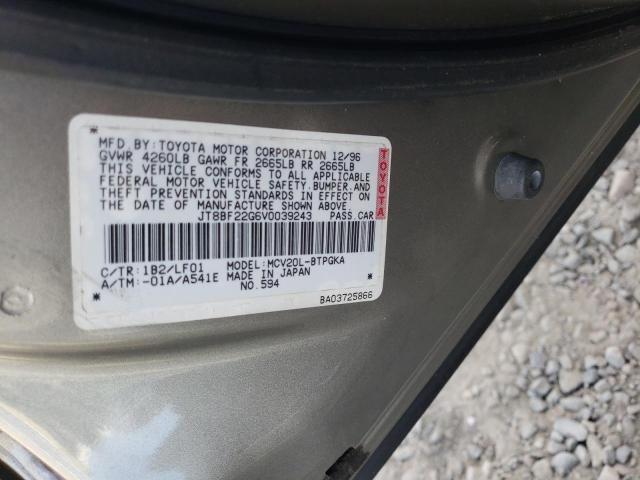 MFD. BY: TOYOTA MOTOR CORPORATION 12/96
GVWR 4260LB GAWR FR 2665LB RR 2665LB
THIS VEHICLE CONFORMS TO ALL APPLICABLE
FEDERAL MOTOR VEHICLE SAFETY, BUMPER, AND
THEFT PREVENTION STANDARDS IN EFFECT ON
THE DATE OF MANUFACTURE SHOWN ABOVE.
JT8BF22G6V0039243 PASS. CAR
TOYOTA
C/TR: 1B2/LF01 MODEL: MCV20L-BTPGKA
A/TM: -01A/A541E MADE IN JAPAN
NO. 594
BA03725866